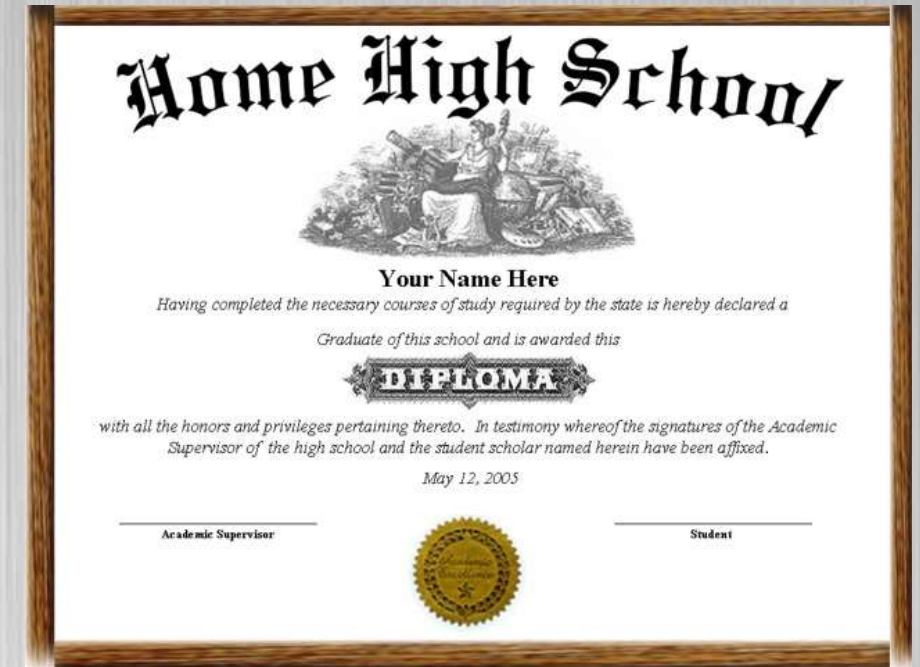 Home High School
Your Name Here
Having completed the necessary courses of study required by the state is hereby declared a
Graduate of this school and is awarded this
DIPLOMA
with all the honors and privileges pertaining thereto. In testimony whereof the signatures of the Academic
Supervisor of the high school and the student scholar named herein have been affixed.
May 12, 2005
Academic Supervisor
Student
Academic
Excellence